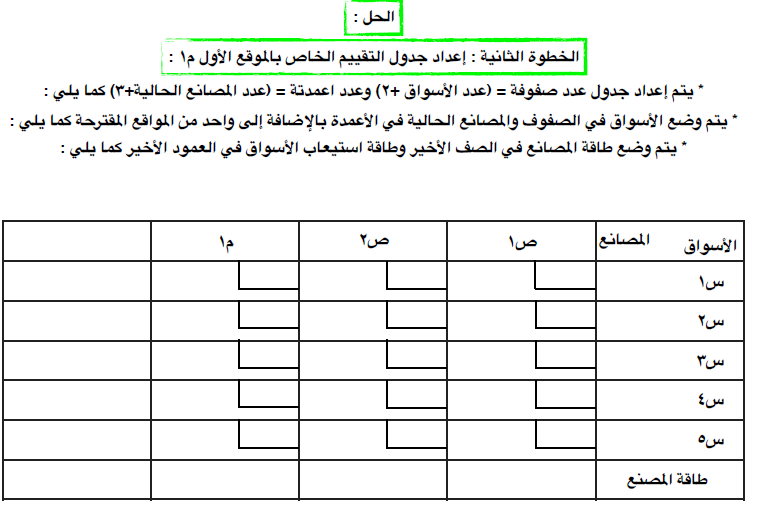 الحل :
الخطوة الثانية : إعداد جدول التقييم الخاص بالموقع الأول م١ :
* يتم إعداد جدول عدد صفوفة = (عدد الأسواق +٢) وعدد اعمدتة = (عدد المصانع الحالية+٣) كما يلي :
* يتم وضع الأسواق في الصفوف والمصانع الحالية في الأعمدة بالإضافة إلى واحد من المواقع المقترحة كما يلي :
* يتم وضع طاقة المصانع في الصف الأخير وطاقة استيعاب الأسواق في العمود الأخير كما يلي :
الأسواق المصانع ص١ ص٢ م١
س١
س٢
س٣
س٤
س٥
طاقة المصنع